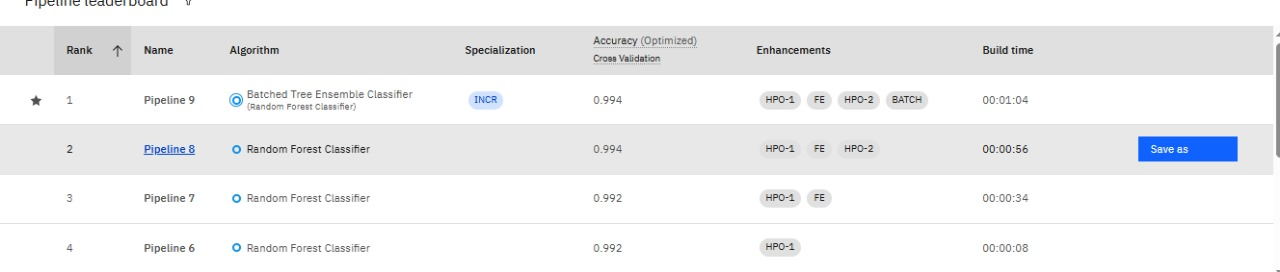 Pipeline leaderboard
Rank Name Algorithm Specialization Accuracy (Optimized) Enhancements Build time
Cross Validation
1 Pipeline 9 Batched Tree Ensemble Classifier INCR 0.994 HPO-1 FE HPO-2 BATCH 00:01:04
(Random Forest Classifier)
2 Pipeline 8 Random Forest Classifier 0.994 HPO-1 FE HPO-2 00:00:56 Save as
3 Pipeline 7 Random Forest Classifier 0.992 HPO-1 FE 00:00:34
4 Pipeline 6 Random Forest Classifier 0.992 HPO-1 00:00:08